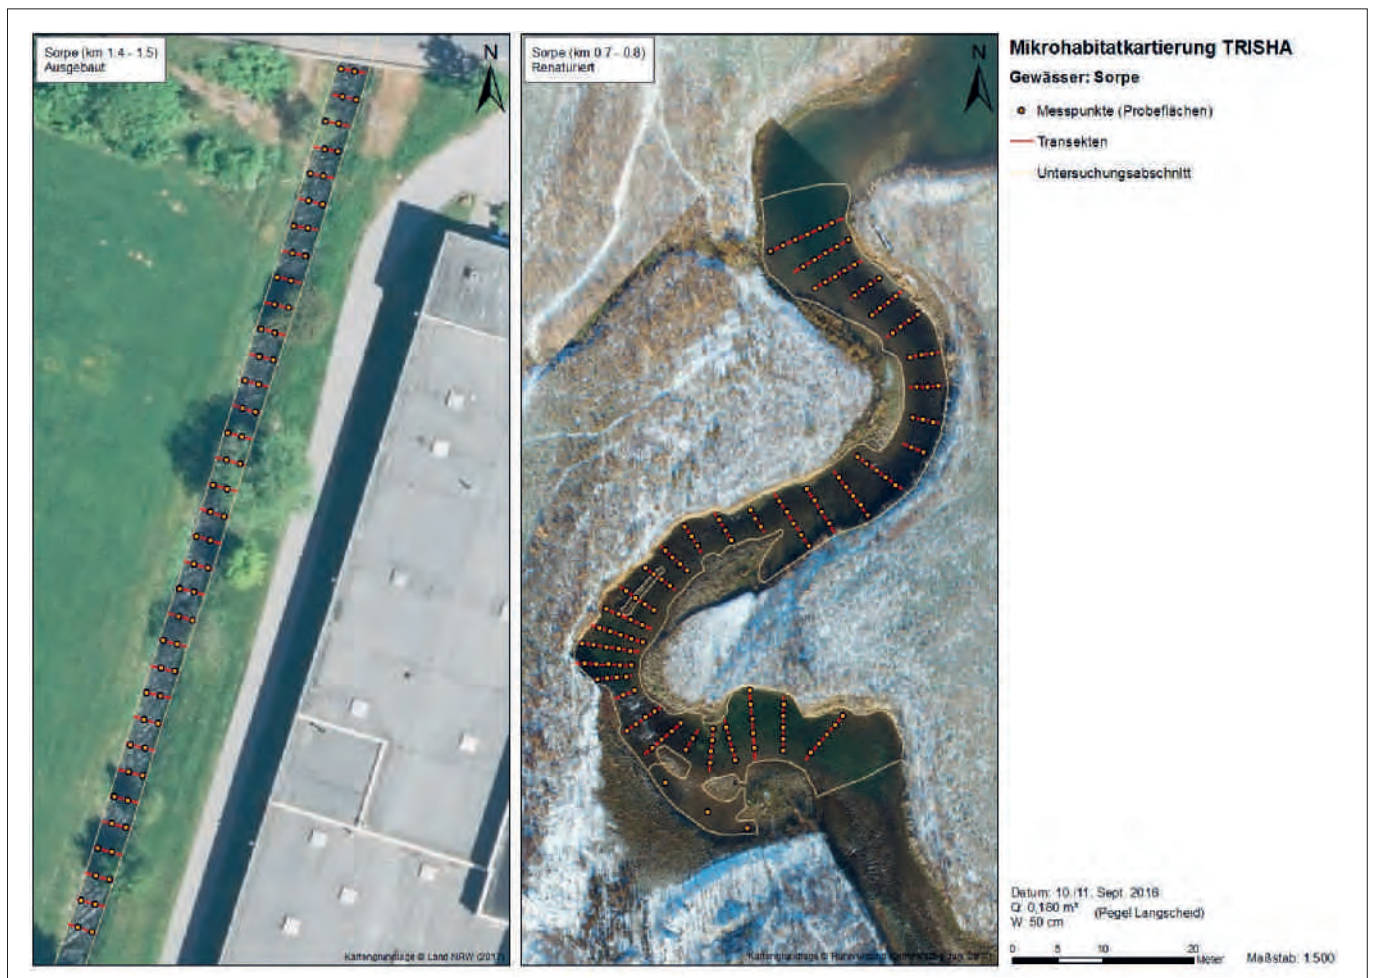 Sorpe (km 1.4 - 1.5)
Ausgebaut
N
Sorpe (km 0.7 - 0.8)
Renaturiert
N
Mikrohabitatkartierung TRISHA
Gewässer: Sorpe
Messpunkte (Probeflächen)
Transekten
Untersuchungsabschnitt
Datum: 10./11. Sept. 2016
Q: 0,180 m³
(Pegel Langscheid)
W: 50 cm
0 5 10 20
Meter
Maßstab: 1:500
Kartengrundlage © Land NRW (2017)
Kartengrundlage ©